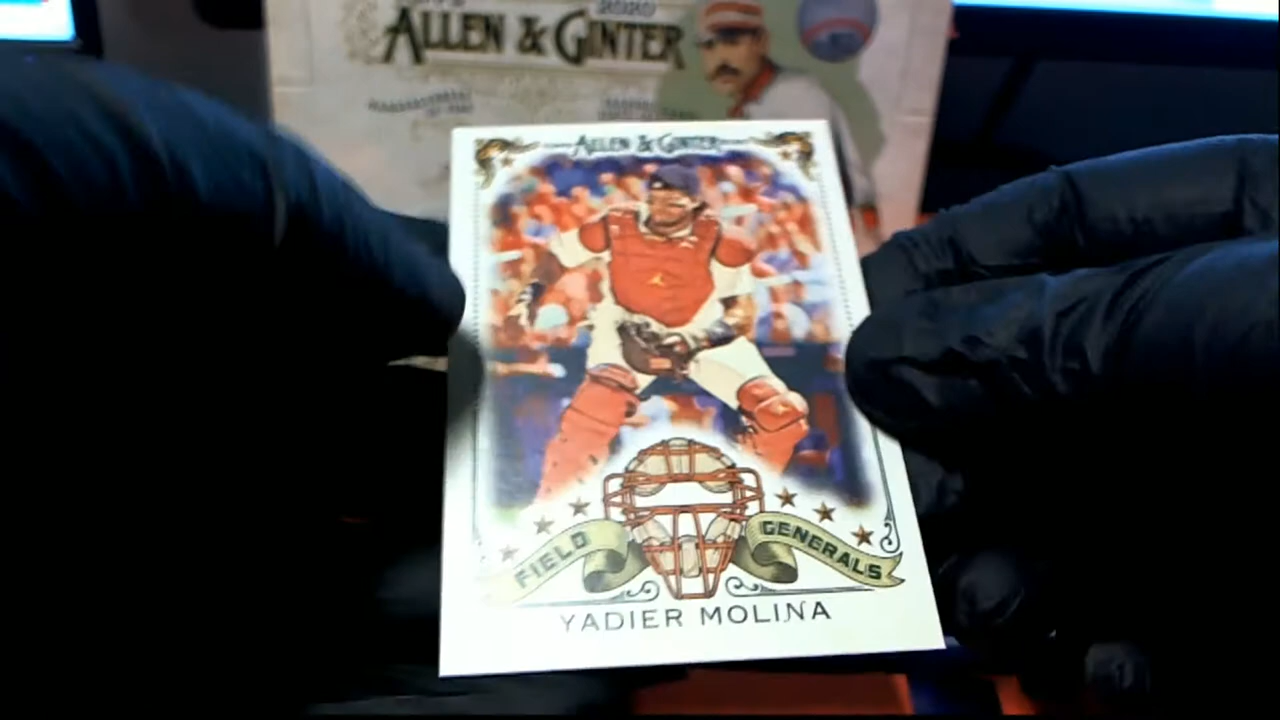 2020
ALLEN & GINTER
ALLEN & GINTER
FIELD GENERALS
YADIER MOLINA